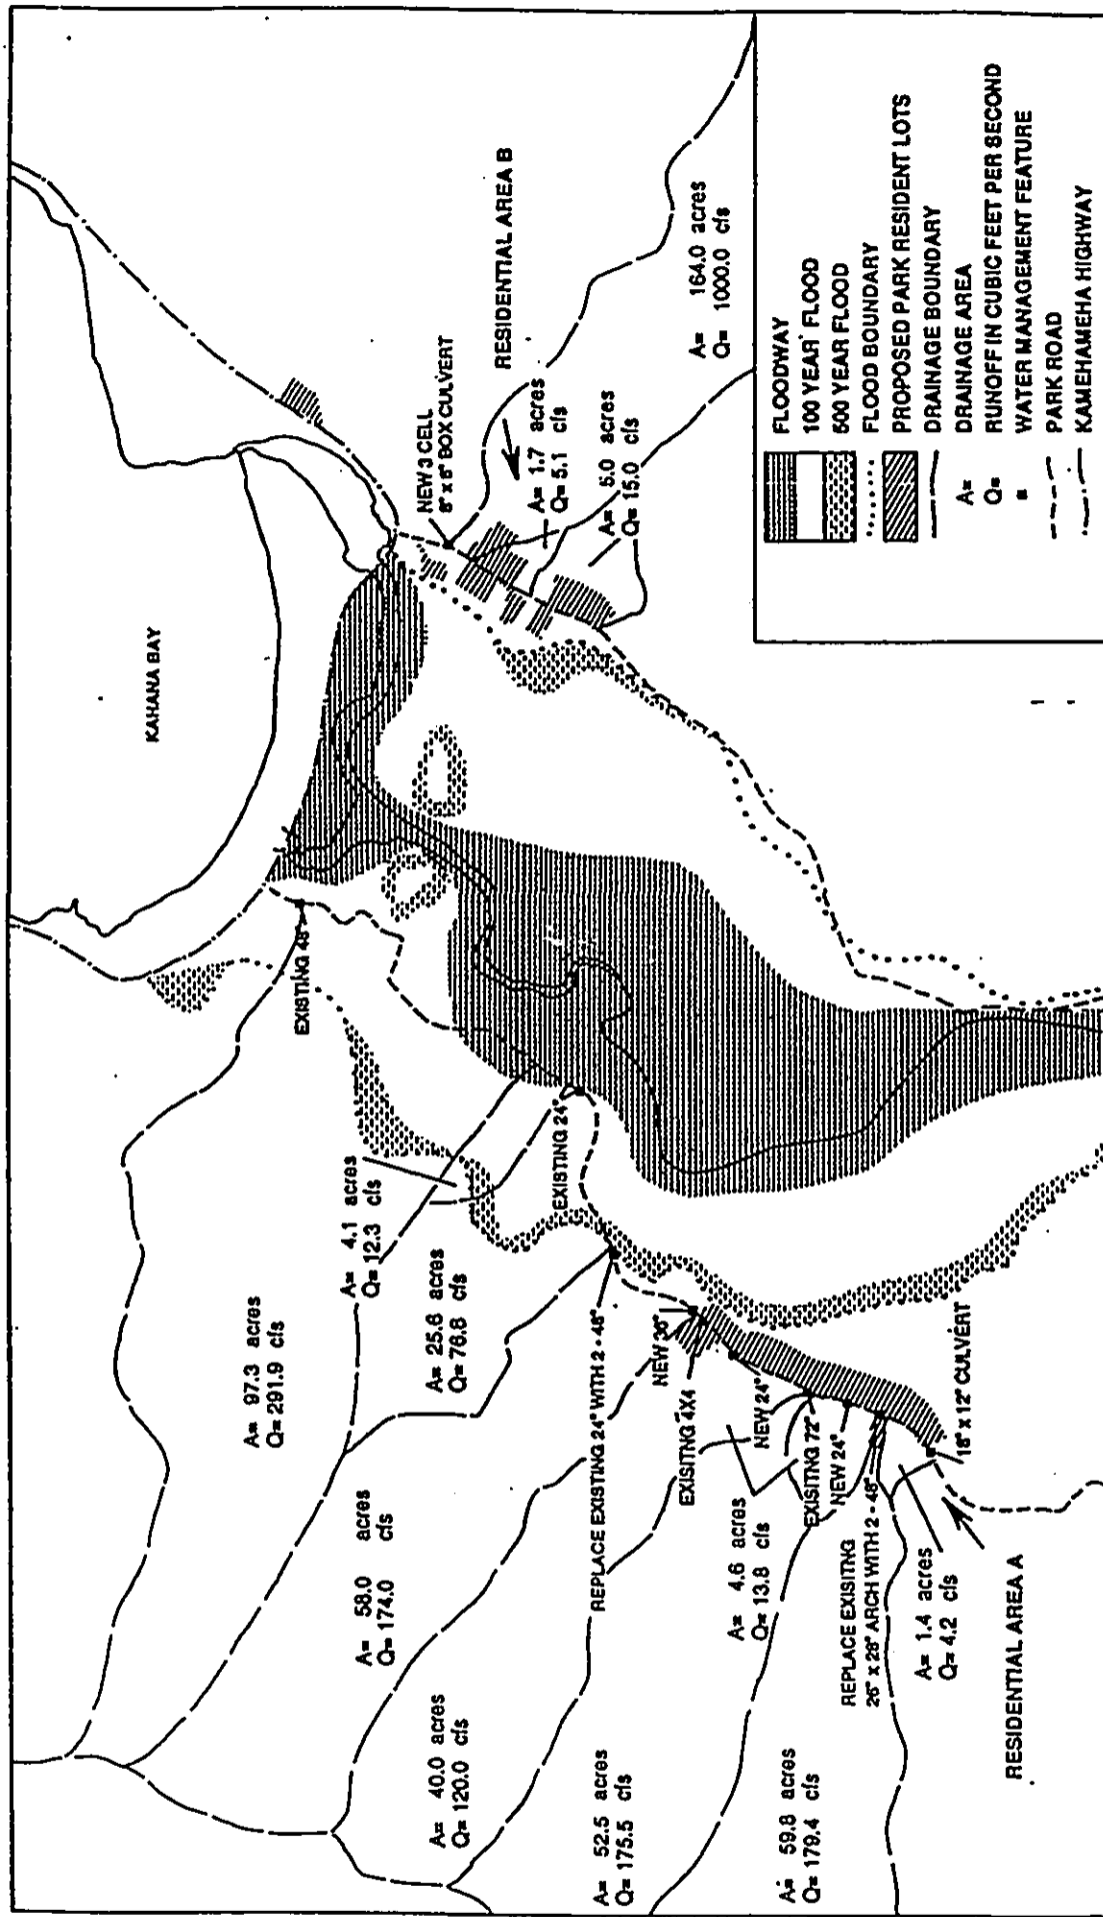 KAHANA BAY
NEW 3 CELL
8" x 6" BOX CULVERT
RESIDENTIAL AREA B
A= 1.7 acres
Q= 5.1 cfs
A= 5.0 acres
Q= 15.0 cfs
A= 164.0 acres
Q= 1000.0 cfs
EXISTING 48"
EXISTING 24"
A= 4.1 acres
Q= 12.3 cfs
A= 97.3 acres
Q= 291.9 cfs
A= 25.6 acres
Q= 76.8 cfs
A= 58.0 acres
Q= 174.0 cfs
REPLACE EXISTING 24" WITH 2 - 48"
A= 40.0 acres
Q= 120.0 cfs
NEW 36"
EXISITNG 4X4
A= 52.5 acres
Q= 175.5 cfs
NEW 24"
A= 4.6 acres
Q= 13.8 cfs
EXISITNG 72"
NEW 24"
A= 59.8 acres
Q= 179.4 cfs
REPLACE EXISITNG
26" x 28" ARCH WITH 2 - 48"
A= 1.4 acres
Q= 4.2 cfs
18" x 12" CULVERT
RESIDENTIAL AREA A
FLOODWAY
100 YEAR FLOOD
500 YEAR FLOOD
FLOOD BOUNDARY
PROPOSED PARK RESIDENT LOTS
DRAINAGE BOUNDARY
A= DRAINAGE AREA
Q= RUNOFF IN CUBIC FEET PER SECOND
WATER MANAGEMENT FEATURE
PARK ROAD
KAMEHAMEHA HIGHWAY